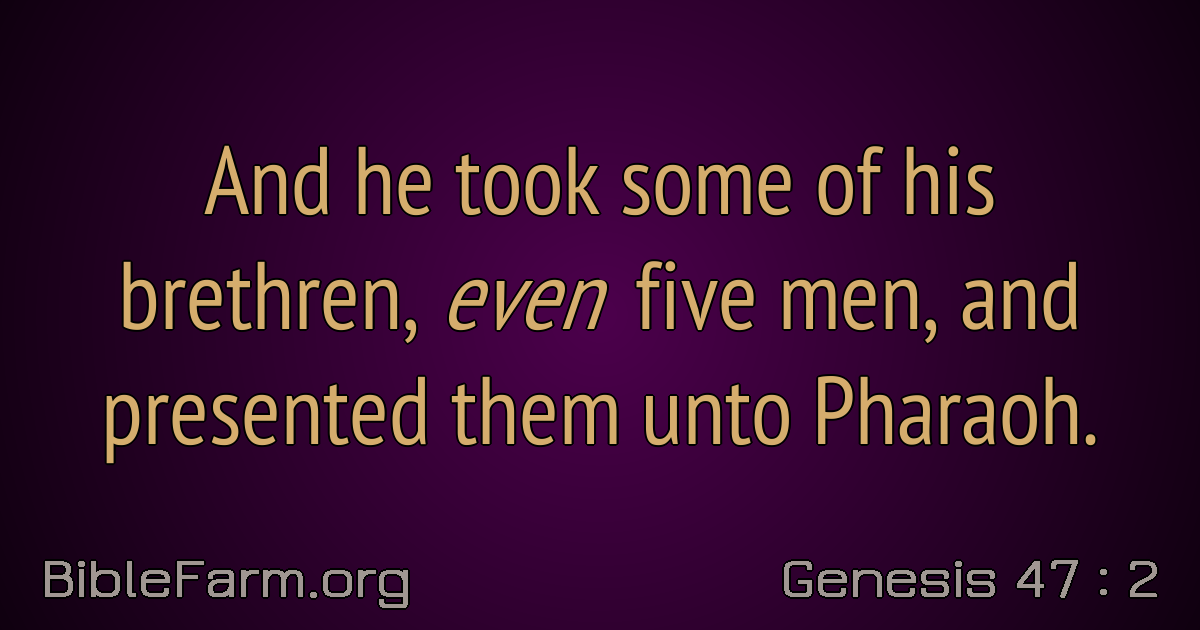 And he took some of his
brethren, even five men, and
presented them unto Pharaoh.
BibleFarm.org
Genesis 47 : 2